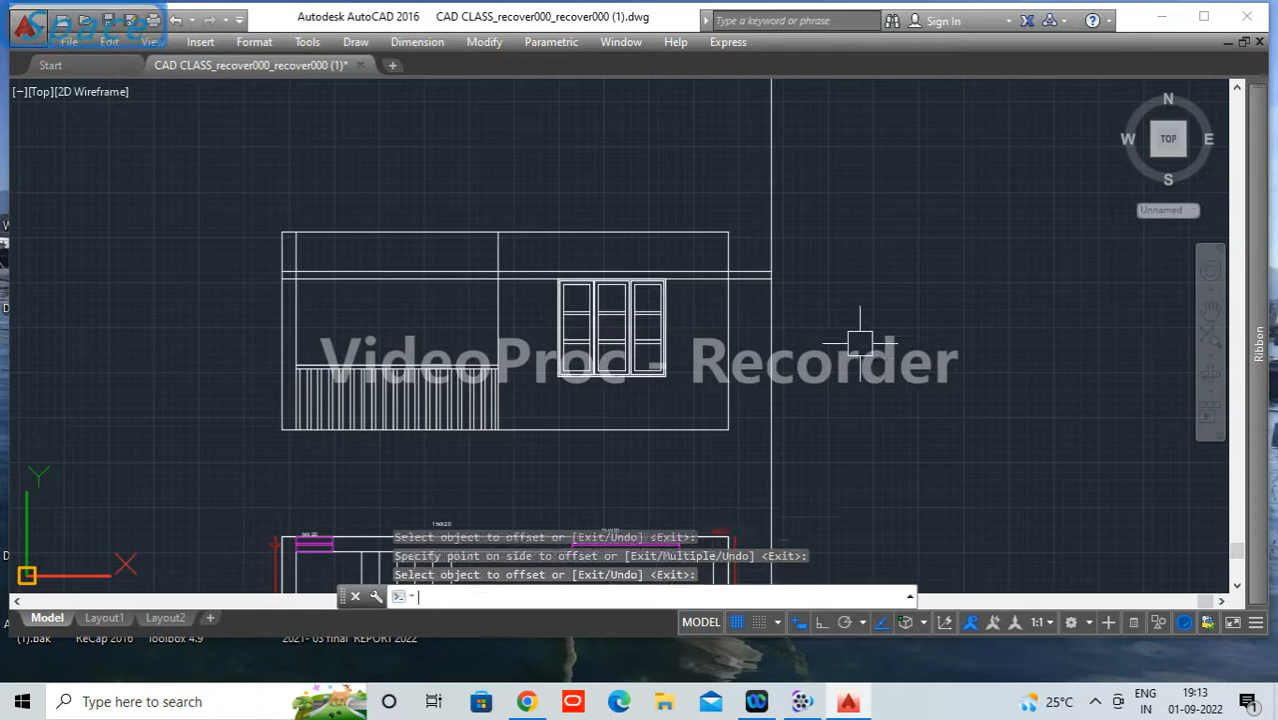 Space
Autodesk AutoCAD 2016 CAD CLASS_recover000_recover000 (1).dwg
Type a keyword or phrase
Sign In
File Edit View Insert Format Tools Draw Dimension Modify Parametric Window Help Express
Start
CAD CLASS_recover000_recover000 (1)*
[−][Top][2D Wireframe]
N
W TOP E
S
Unnamed
Ribbon
VideoProc - Recorder
Y
X
Select object to offset or [Exit/Undo] <Exit>:
Specify point on side to offset or [Exit/Multiple/Undo] <Exit>:
Select object to offset or [Exit/Undo] <Exit>:
Model Layout1 Layout2
MODEL 1:1
(1).bak
ReCap 2016
Toolbox 4.9
2021- 03 final REPORT 2022
Type here to search
25°C
ENG
IN
19:13
01-09-2022
1